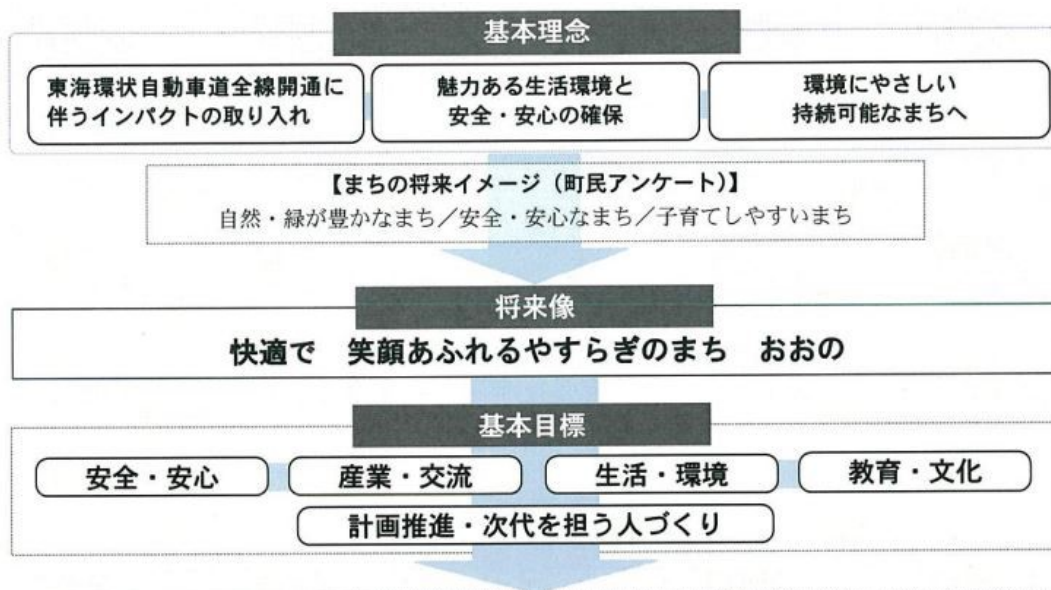 基本理念
東海環状自動車道全線開通に
伴うインパクトの取り入れ
魅力ある生活環境と
安全・安心の確保
環境にやさしい
持続可能なまちへ
【まちの将来イメージ（町民アンケート）】
自然・緑が豊かなまち／安全・安心なまち／子育てしやすいまち
将来像
快適で　笑顔あふれるやすらぎのまち　おおの
基本目標
安全・安心
産業・交流
生活・環境
教育・文化
計画推進・次代を担う人づくり